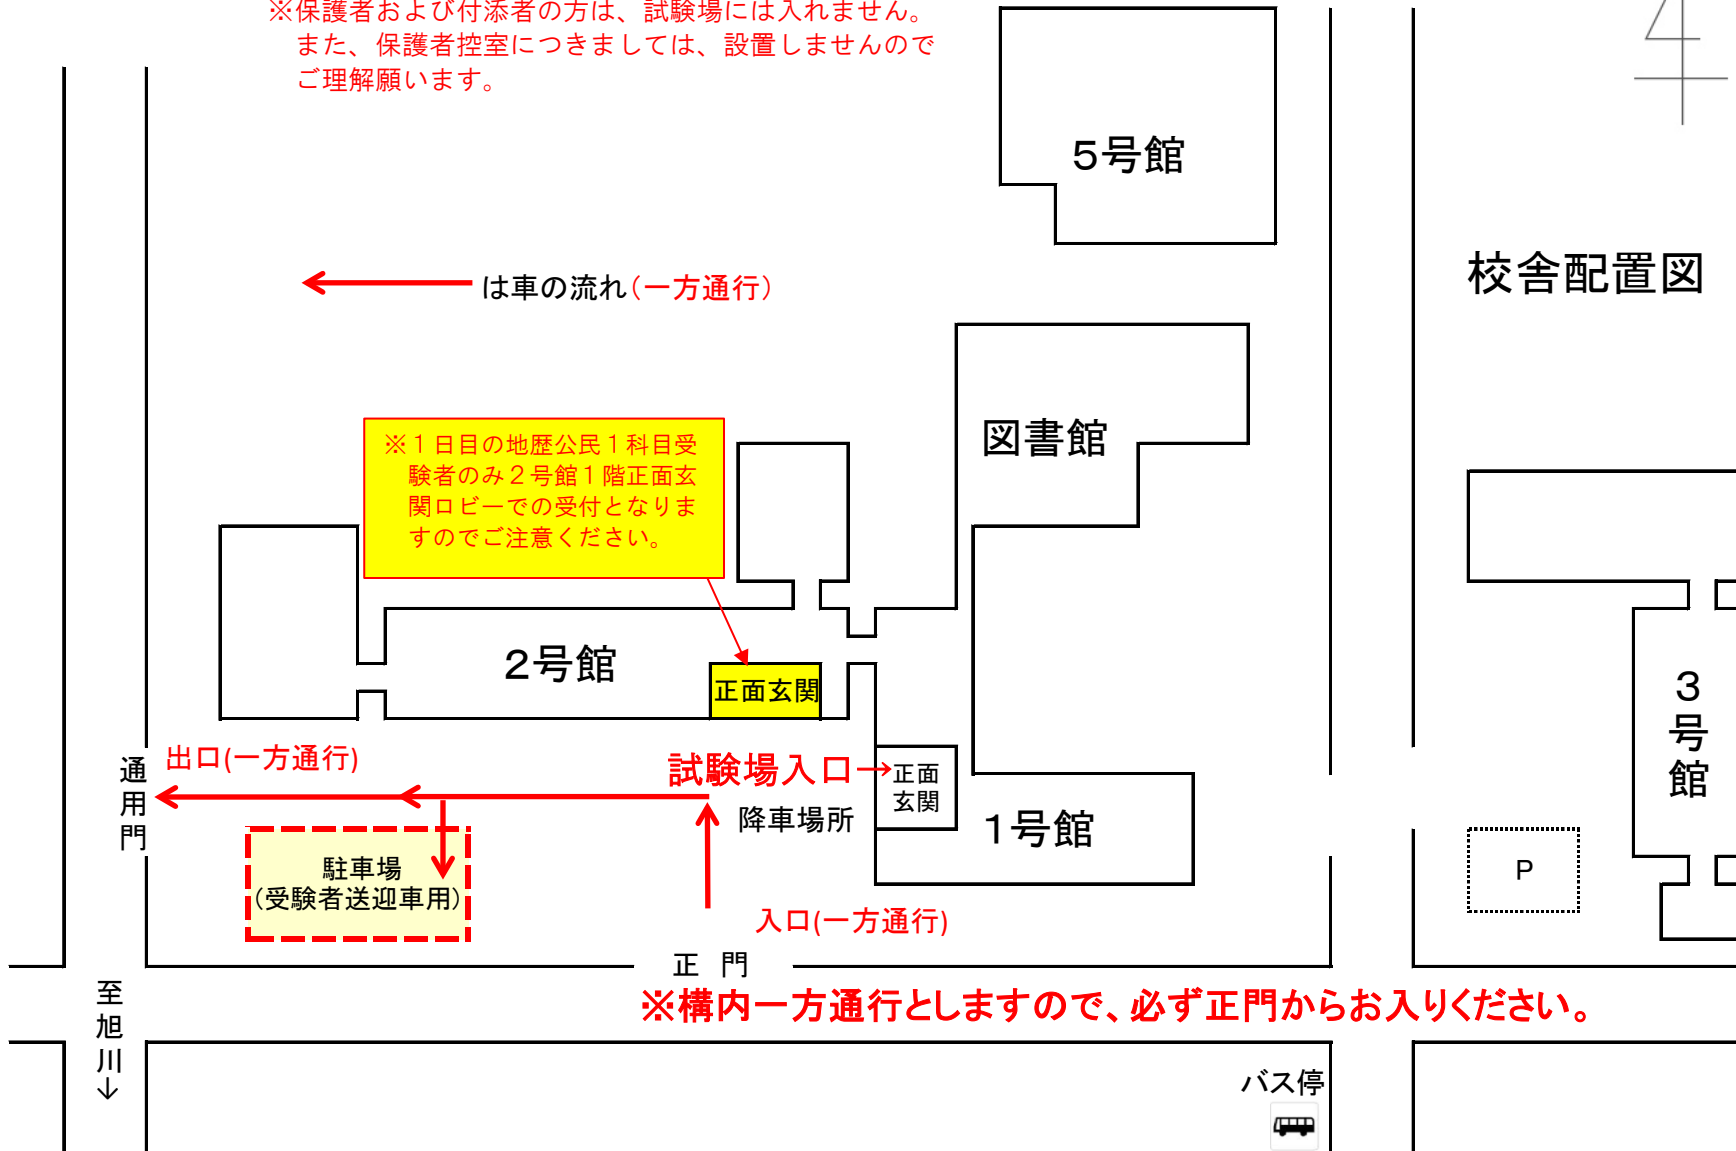 ※保護者および付添者の方は、試験場には入れません。
また、保護者控室につきましては、設置しませんので
ご理解願います。
5号館
校舎配置図
は車の流れ(一方通行)
図書館
※１日目の地歴公民１科目受
験者のみ２号館１階正面玄
関ロビーでの受付となりま
すのでご注意ください。
2号館
正面玄関
3号館
出口(一方通行)
通用門
試験場入口→
正面
玄関
降車場所
1号館
駐車場
(受験者送迎車用)
P
入口(一方通行)
正 門
※構内一方通行としますので、必ず正門からお入りください。
至旭川↓
バス停